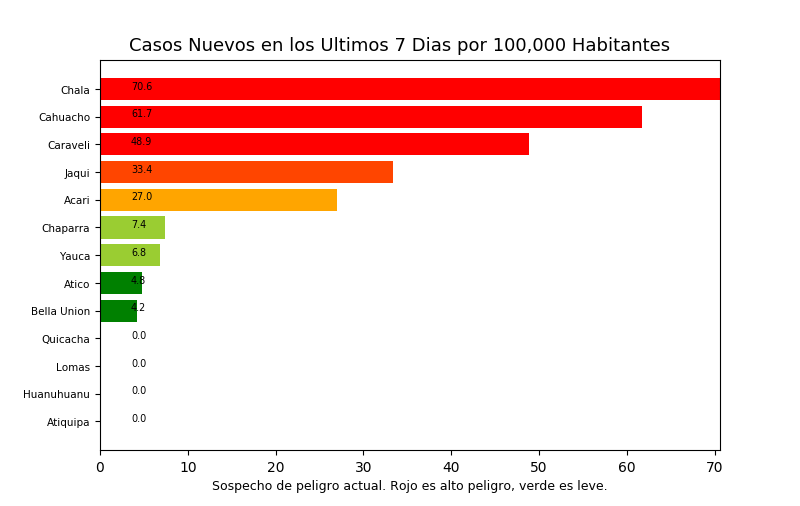 Casos Nuevos en los Ultimos 7 Dias por 100,000 Habitantes
Chala 70.6
Cahuacho 61.7
Caraveli 48.9
Jaqui 33.4
Acari 27.0
Chaparra 7.4
Yauca 6.8
Atico 4.8
Bella Union 4.2
Quicacha 0.0
Lomas 0.0
Huanuhuanu 0.0
Atiquipa 0.0
0 10 20 30 40 50 60 70
Sospecho de peligro actual. Rojo es alto peligro, verde es leve.